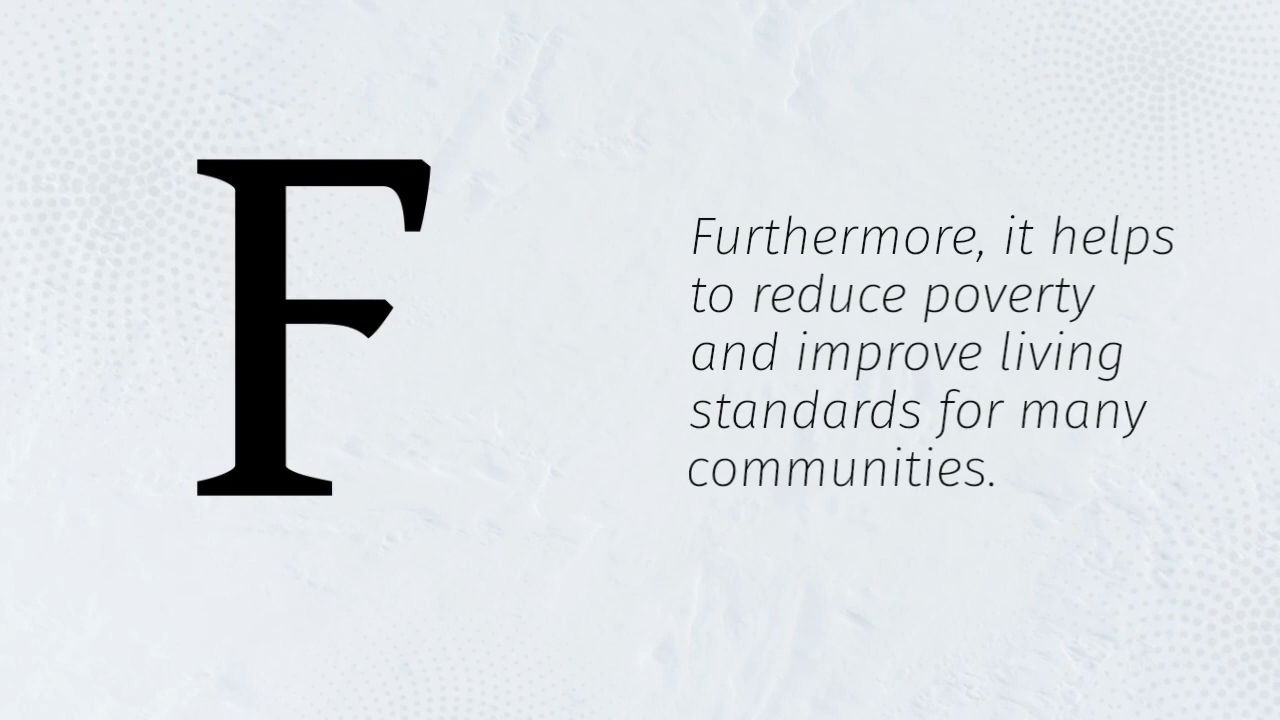 F
Furthermore, it helps
to reduce poverty
and improve living
standards for many
communities.